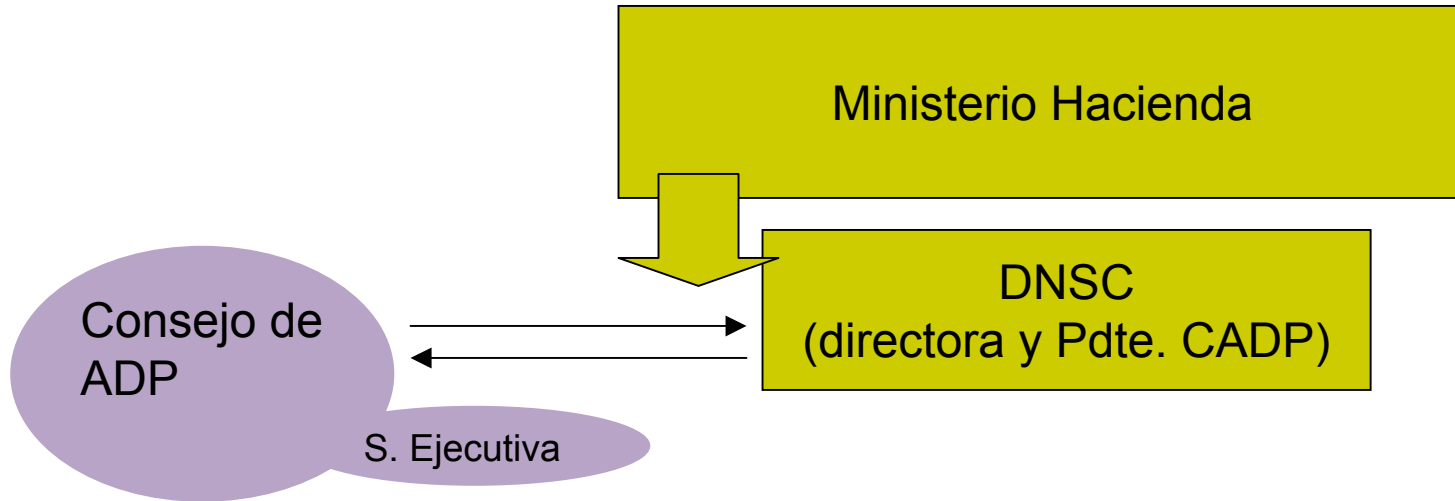 Ministerio Hacienda
DNSC
(directora y Pdte. CADP)
Consejo de
ADP
S. Ejecutiva